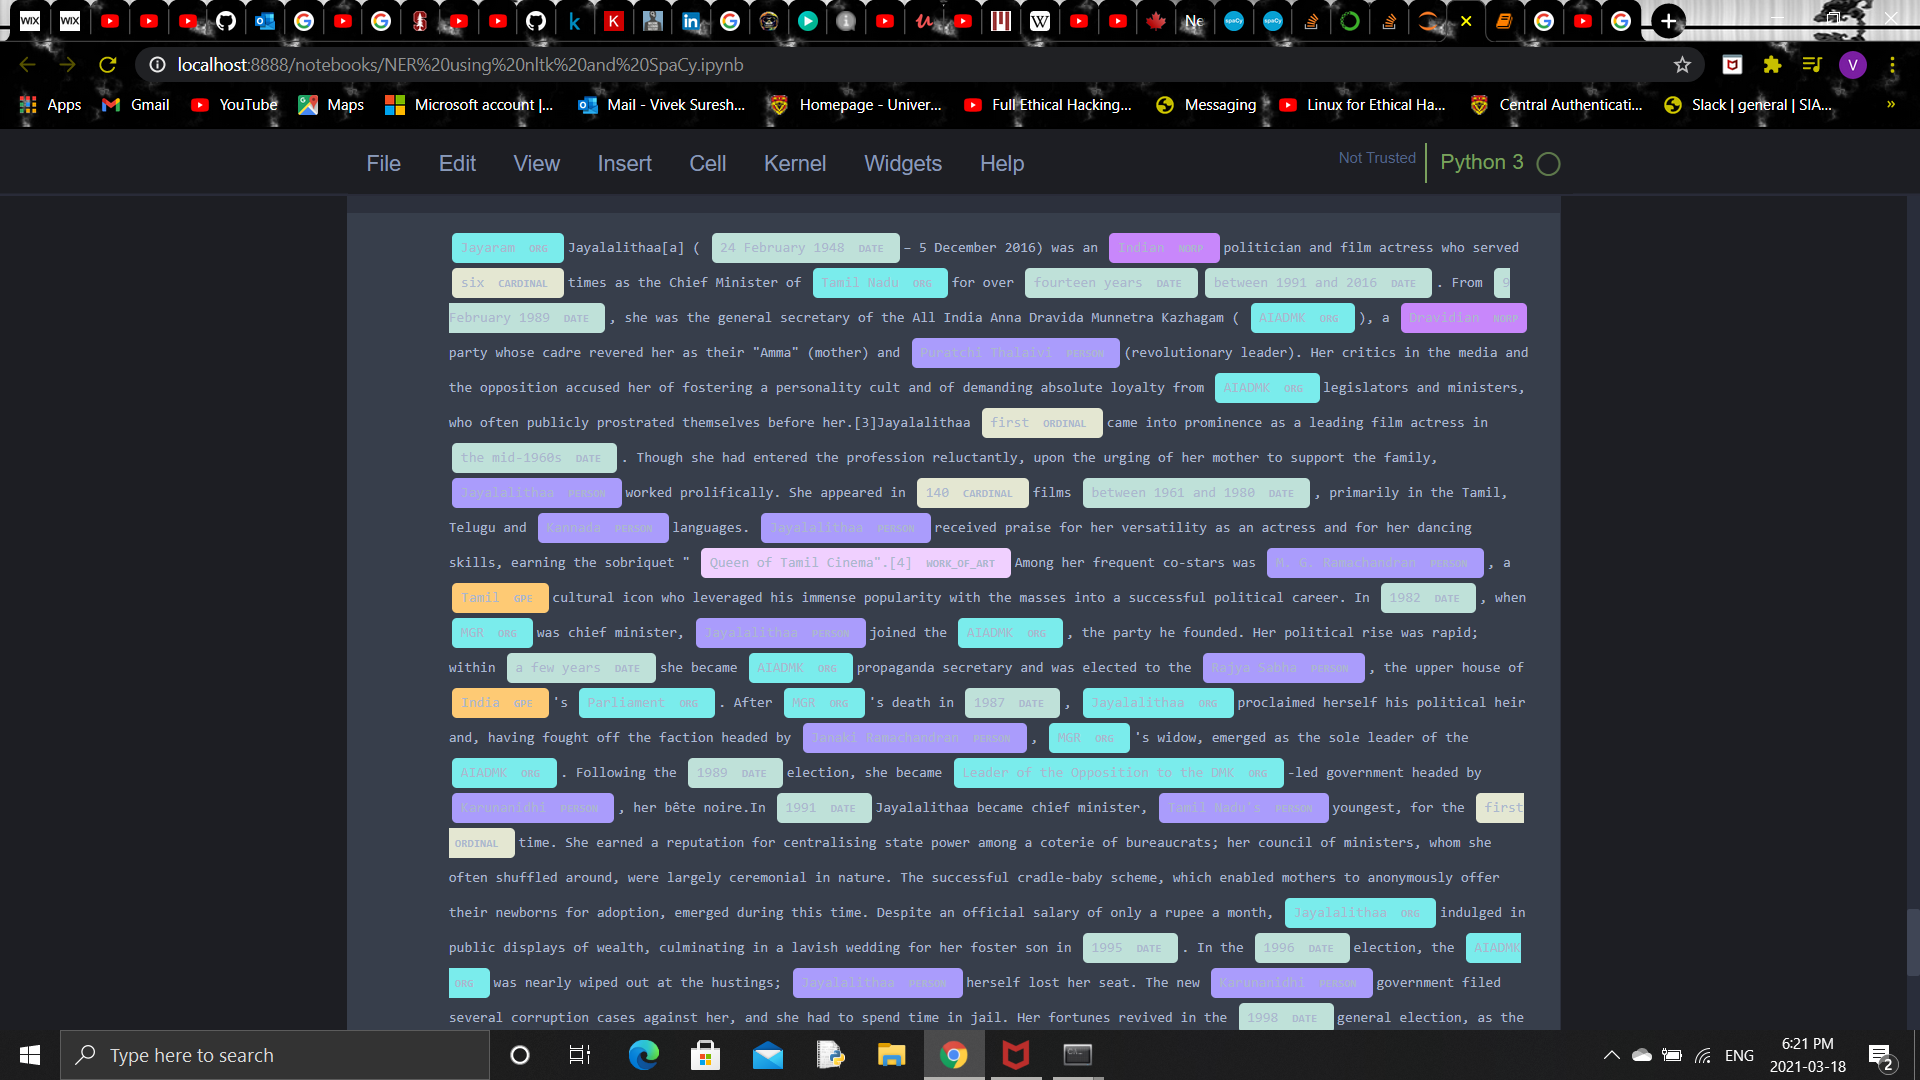 localhost:8888/notebooks/NER%20using%20nltk%20and%20SpaCy.ipynb
V
Apps Gmail YouTube Maps Microsoft account |... Mail - Vivek Suresh... Homepage - Univer... Full Ethical Hacking... Messaging Linux for Ethical Ha... Central Authenticati... Slack | general | SIA... »
File Edit View Insert Cell Kernel Widgets Help Not Trusted Python 3
Jayaram ORG Jayalalithaa[a] ( 24 February 1948 DATE – 5 December 2016) was an Indian NORP politician and film actress who served
six CARDINAL times as the Chief Minister of Tamil Nadu ORG for over fourteen years DATE between 1991 and 2016 DATE . From 9
February 1989 DATE , she was the general secretary of the All India Anna Dravida Munnetra Kazhagam ( AIADMK ORG ), a Dravidian NORP
party whose cadre revered her as their "Amma" (mother) and Puratchi Thalaivi PERSON (revolutionary leader). Her critics in the media and
the opposition accused her of fostering a personality cult and of demanding absolute loyalty from AIADMK ORG legislators and ministers,
who often publicly prostrated themselves before her.[3]Jayalalithaa first ORDINAL came into prominence as a leading film actress in
the mid-1960s DATE . Though she had entered the profession reluctantly, upon the urging of her mother to support the family,
Jayalalithaa PERSON worked prolifically. She appeared in 140 CARDINAL films between 1961 and 1980 DATE , primarily in the Tamil,
Telugu and Kannada PERSON languages. Jayalalithaa PERSON received praise for her versatility as an actress and for her dancing
skills, earning the sobriquet " Queen of Tamil Cinema".[4] WORK_OF_ART Among her frequent co-stars was M. G. Ramachandran PERSON , a
Tamil GPE cultural icon who leveraged his immense popularity with the masses into a successful political career. In 1982 DATE , when
MGR ORG was chief minister, Jayalalithaa PERSON joined the AIADMK ORG , the party he founded. Her political rise was rapid;
within a few years DATE she became AIADMK ORG propaganda secretary and was elected to the Rajya Sabha PERSON , the upper house of
India GPE 's Parliament ORG . After MGR ORG 's death in 1987 DATE , Jayalalithaa ORG proclaimed herself his political heir
and, having fought off the faction headed by Janaki Ramachandran PERSON , MGR ORG 's widow, emerged as the sole leader of the
AIADMK ORG . Following the 1989 DATE election, she became Leader of the Opposition to the DMK ORG -led government headed by
Karunanidhi PERSON , her bête noire.In 1991 DATE Jayalalithaa became chief minister, Tamil Nadu's PERSON youngest, for the first
ORDINAL time. She earned a reputation for centralising state power among a coterie of bureaucrats; her council of ministers, whom she
often shuffled around, were largely ceremonial in nature. The successful cradle-baby scheme, which enabled mothers to anonymously offer
their newborns for adoption, emerged during this time. Despite an official salary of only a rupee a month, Jayalalithaa ORG indulged in
public displays of wealth, culminating in a lavish wedding for her foster son in 1995 DATE . In the 1996 DATE election, the AIADMK
ORG was nearly wiped out at the hustings; Jayalalithaa PERSON herself lost her seat. The new Karunanidhi PERSON government filed
several corruption cases against her, and she had to spend time in jail. Her fortunes revived in the 1998 DATE general election, as the
Type here to search
ENG
6:21 PM
2021-03-18
2